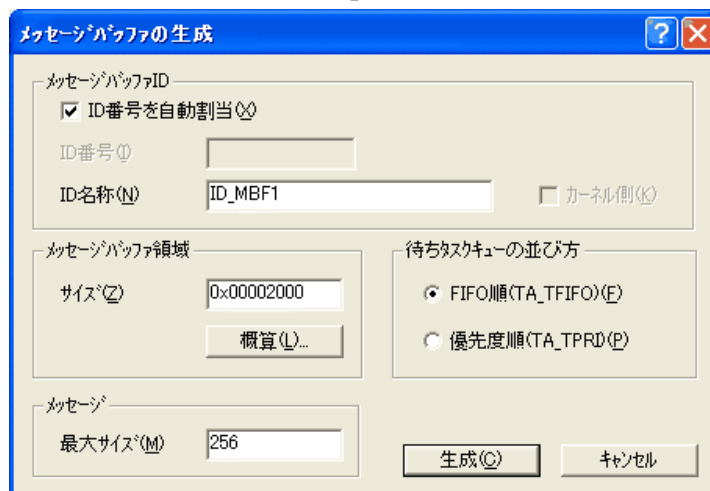 メッセージバッファの生成
メッセージバッファID
ID番号を自動割当(X)
ID番号(I)
ID名称(N) ID_MBF1 カーネル側(K)
メッセージバッファ領域
サイズ(Z) 0x00002000
概算(L)...
待ちタスクキューの並び方
FIFO順(TA_TFIFO)(F)
優先度順(TA_TPRI)(P)
メッセージ
最大サイズ(M) 256
生成(C) キャンセル